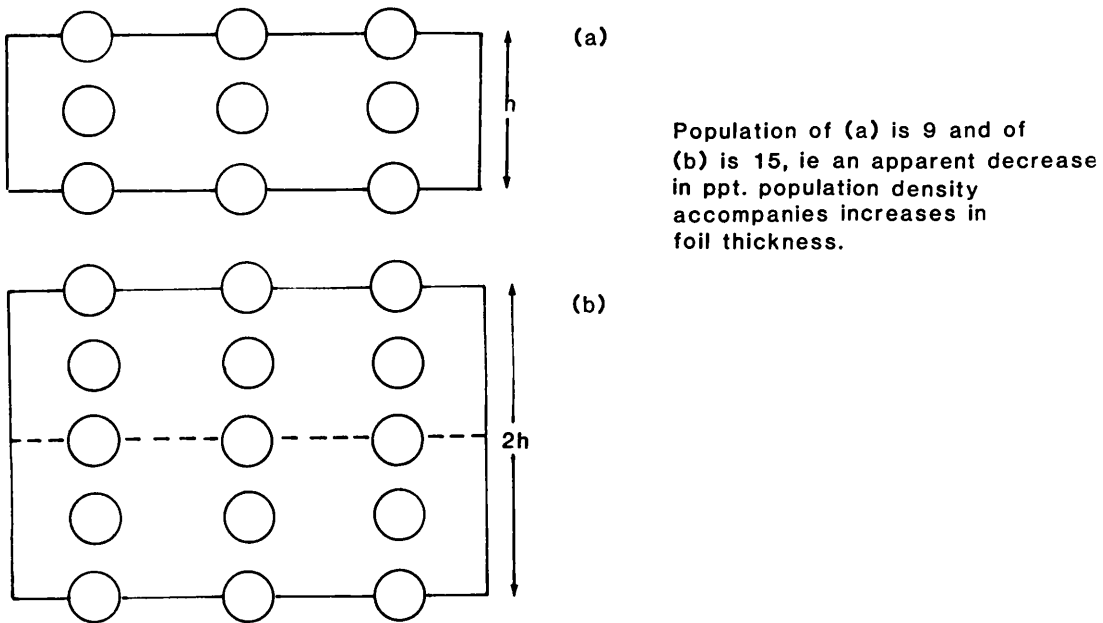 (a)
h
Population of (a) is 9 and of
(b) is 15, ie an apparent decrease
in ppt. population density
accompanies increases in
foil thickness.
(b)
2h